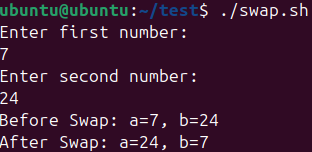 ubuntu@ubuntu:~/test$ ./swap.sh
Enter first number:
7
Enter second number:
24
Before Swap: a=7, b=24
After Swap: a=24, b=7